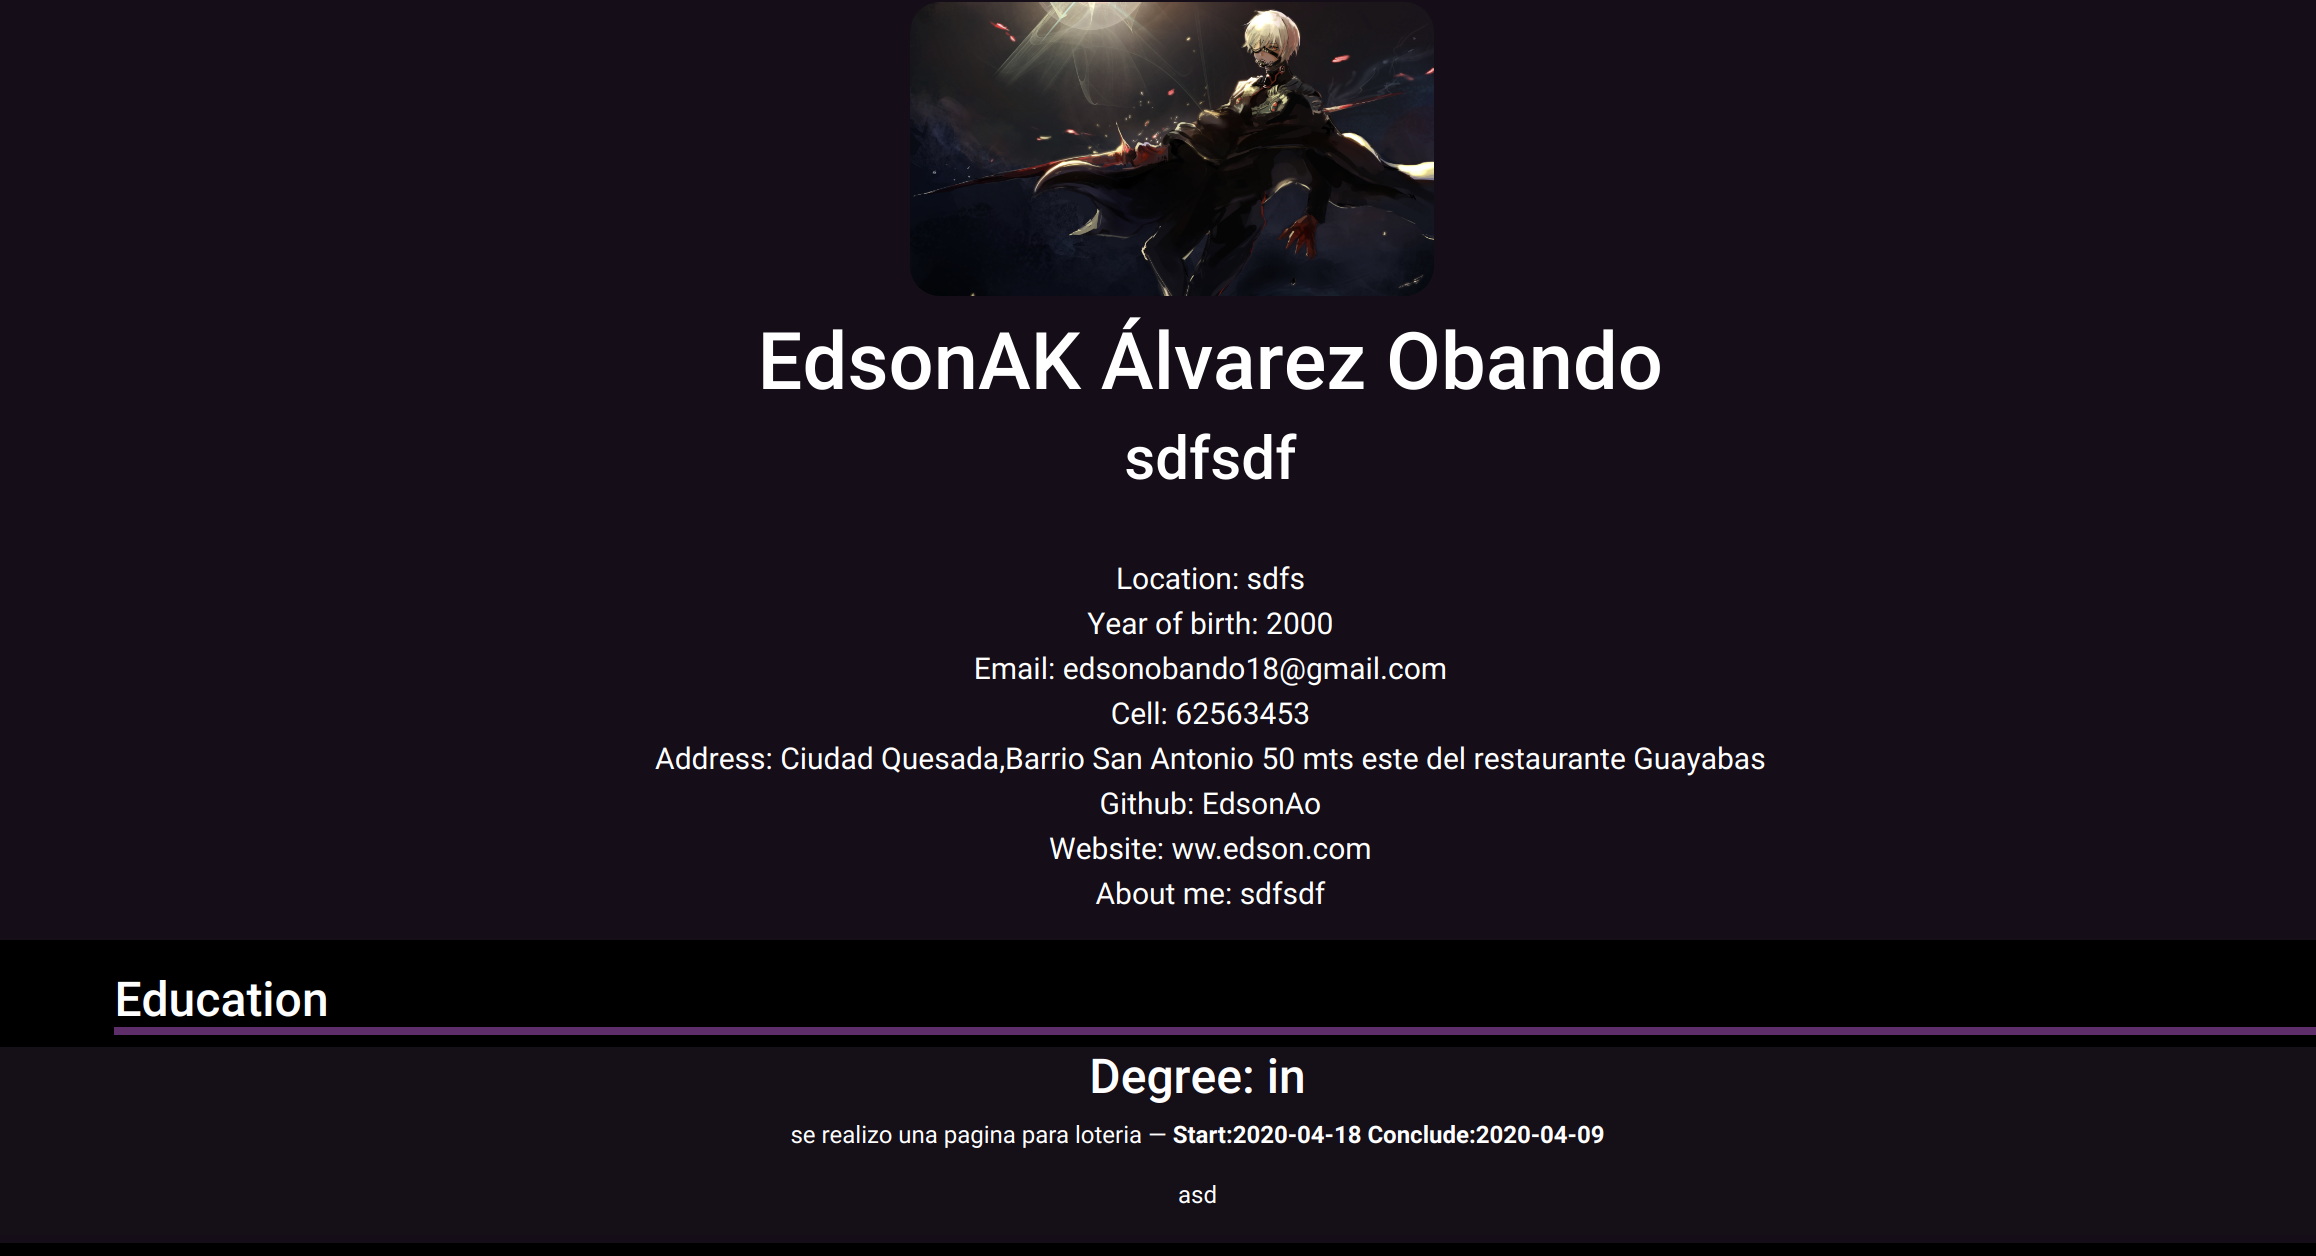 EdsonAK Álvarez Obando
sdfsdf
Location: sdfs
Year of birth: 2000
Email: edsonobando18@gmail.com
Cell: 62563453
Address: Ciudad Quesada,Barrio San Antonio 50 mts este del restaurante Guayabas
Github: EdsonAo
Website: ww.edson.com
About me: sdfsdf
Education
Degree: in
se realizo una pagina para loteria — Start:2020-04-18 Conclude:2020-04-09
asd